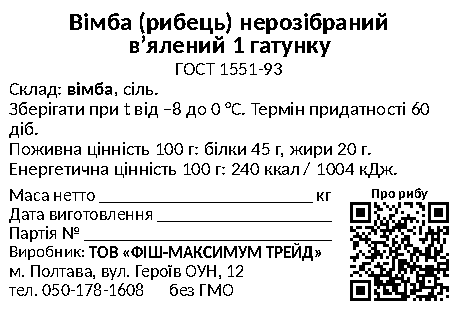 Вімба (рибець) нерозібраний
в’ялений 1 гатунку
ГОСТ 1551-93
Склад: вімба, сіль.
Зберігати при t від –8 до 0 °С. Термін придатності 60
діб.
Поживна цінність 100 г: білки 45 г, жири 20 г.
Енергетична цінність 100 г: 240 ккал / 1004 кДж.
Маса нетто ______________________ кг
Про рибу
Дата виготовлення __________________
Партія № __________________________
Виробник: ТОВ «ФІШ-МАКСИМУМ ТРЕЙД»
м. Полтава, вул. Героїв ОУН, 12
тел. 050-178-1608 без ГМО